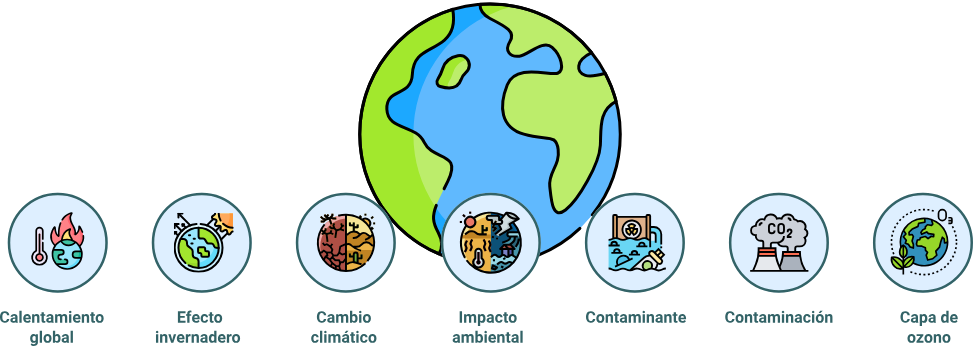 CO2
O3
Calentamiento
global
Efecto
invernadero
Cambio
climático
Impacto
ambiental
Contaminante
Contaminación
Capa de
ozono